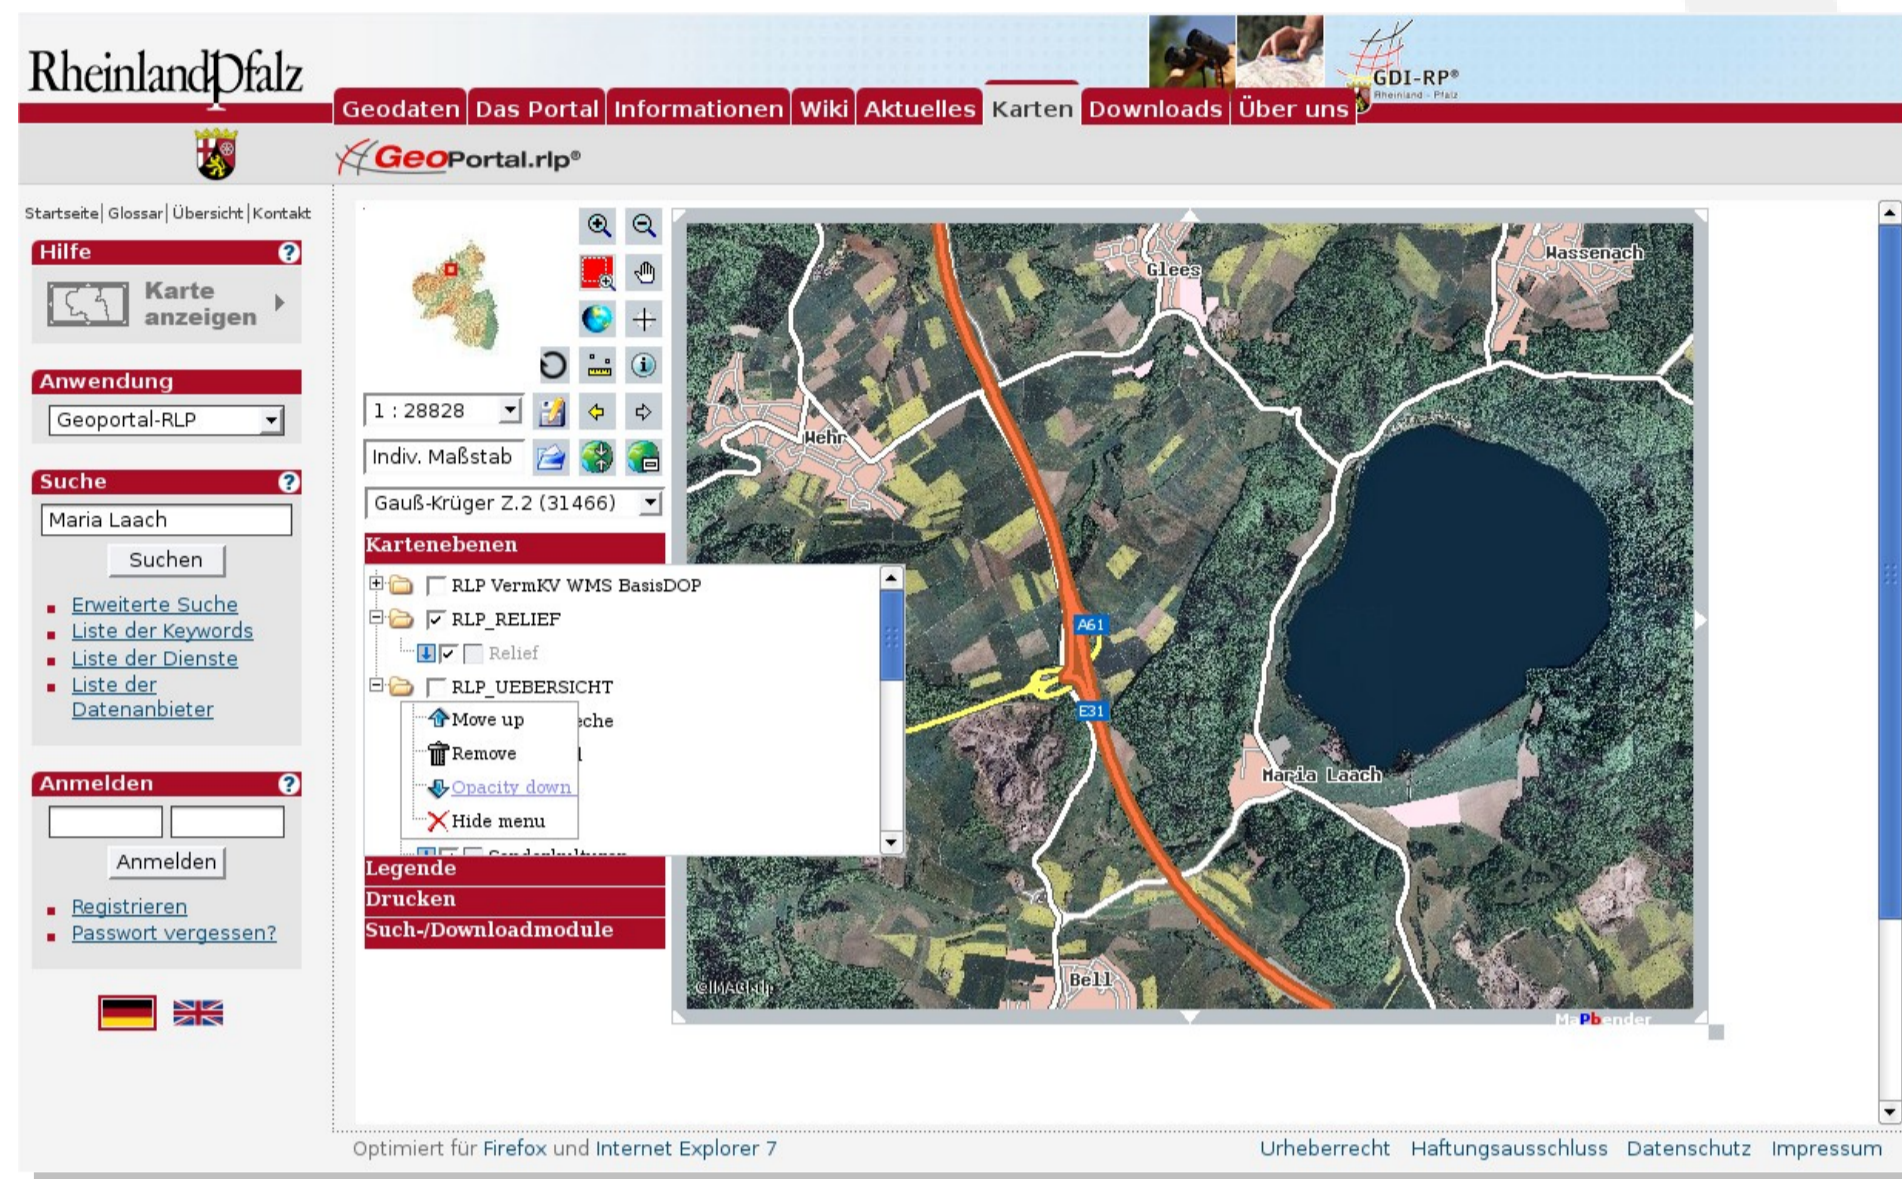 RheinlandPfalz
GDI-RP®
Rheinland - Pfalz
Geodaten Das Portal Informationen Wiki Aktuelles Karten Downloads Über uns
GeoPortal.rlp®
Startseite| Glossar| Übersicht| Kontakt
Hilfe ?
Karte
anzeigen
Anwendung
Geoportal-RLP
Suche ?
Maria Laach
Suchen
Erweiterte Suche
Liste der Keywords
Liste der Dienste
Liste der
Datenanbieter
Anmelden ?
Anmelden
Registrieren
Passwort vergessen?
1 : 28828
Indiv. Maßstab
Gauß-Krüger Z.2 (31466)
Kartenebenen
RLP VermKV WMS BasisDOP
RLP_RELIEF
Relief
RLP_UEBERSICHT
Move up
Remove
Opacity down
Hide menu
Legende
Drucken
Such-/Downloadmodule
Glees
Wassenach
Wehr
A61
E31
Maria Laach
Bell
MaPbender
Optimiert für Firefox und Internet Explorer 7
Urheberrecht Haftungsausschluss Datenschutz Impressum